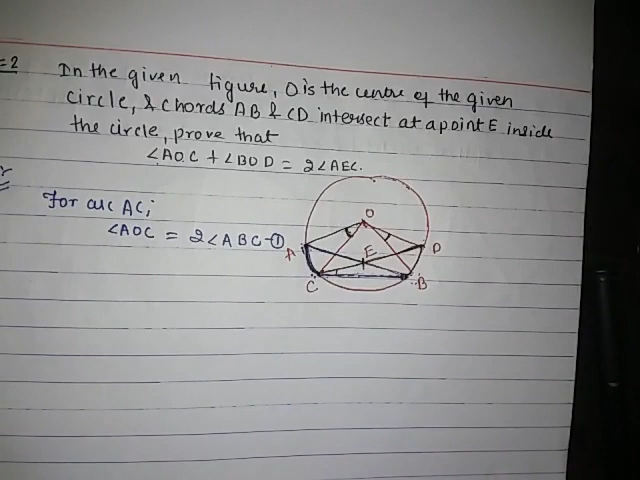 =2
In the given figure, O is the centre of the given
circle, & chords AB & CD intersect at a point E inside
the circle, prove that
∠AOC + ∠BOD = 2∠AEC.
For arc AC;
∠AOC = 2∠ABC-①
O
A
E
D
C
B